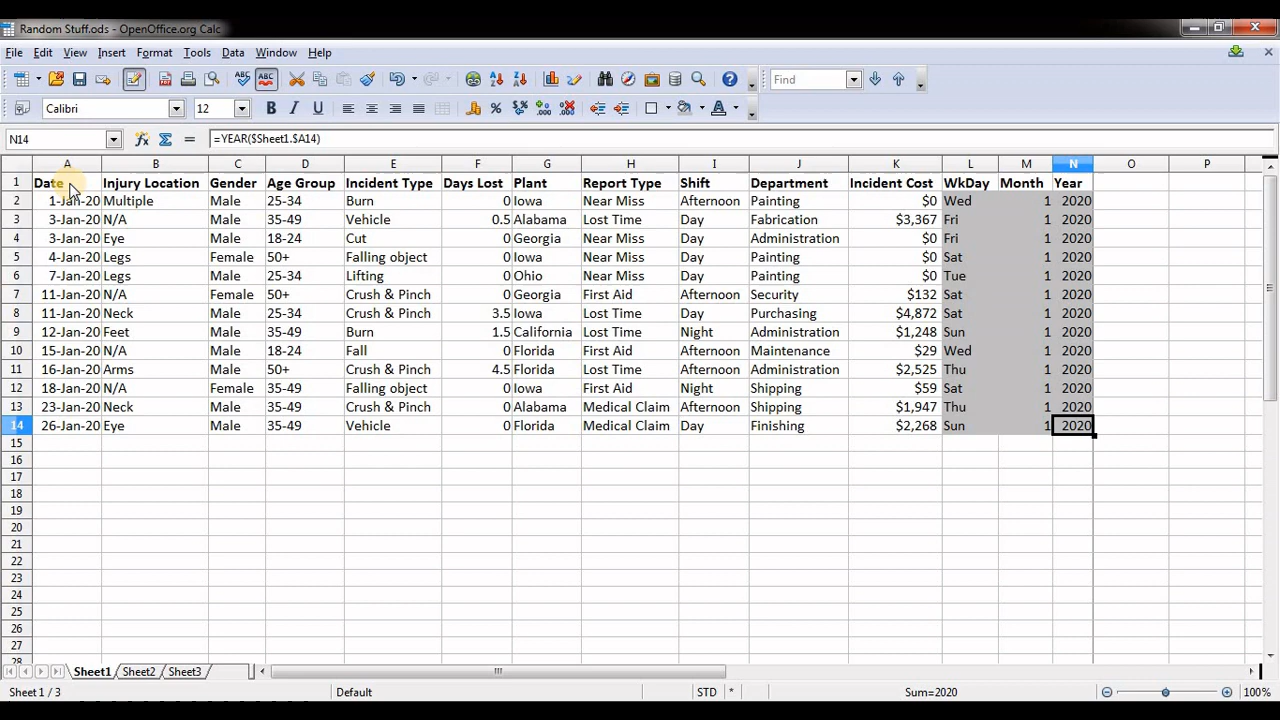 Random Stuff.ods - OpenOffice.org Calc
File Edit View Insert Format Tools Data Window Help
Find
Calibri 12
N14 =YEAR($Sheet1.$A14)
A B C D E F G H I J K L M N O P
1 Date Injury Location Gender Age Group Incident Type Days Lost Plant Report Type Shift Department Incident Cost WkDay Month Year
2 1-Jan-20 Multiple Male 25-34 Burn 0 Iowa Near Miss Afternoon Painting $0 Wed 1 2020
3 3-Jan-20 N/A Male 35-49 Vehicle 0.5 Alabama Lost Time Day Fabrication $3,367 Fri 1 2020
4 3-Jan-20 Eye Male 18-24 Cut 0 Georgia Near Miss Day Administration $0 Fri 1 2020
5 4-Jan-20 Legs Female 50+ Falling object 0 Iowa Near Miss Day Painting $0 Sat 1 2020
6 7-Jan-20 Legs Male 25-34 Lifting 0 Ohio Near Miss Day Painting $0 Tue 1 2020
7 11-Jan-20 N/A Female 50+ Crush & Pinch 0 Georgia First Aid Afternoon Security $132 Sat 1 2020
8 11-Jan-20 Neck Male 25-34 Crush & Pinch 3.5 Iowa Lost Time Day Purchasing $4,872 Sat 1 2020
9 12-Jan-20 Feet Male 35-49 Burn 1.5 California Lost Time Night Administration $1,248 Sun 1 2020
10 15-Jan-20 N/A Male 18-24 Fall 0 Florida First Aid Afternoon Maintenance $29 Wed 1 2020
11 16-Jan-20 Arms Male 50+ Crush & Pinch 4.5 Florida Lost Time Afternoon Administration $2,525 Thu 1 2020
12 18-Jan-20 N/A Female 35-49 Falling object 0 Iowa First Aid Night Shipping $59 Sat 1 2020
13 23-Jan-20 Neck Male 35-49 Crush & Pinch 0 Alabama Medical Claim Afternoon Shipping $1,947 Thu 1 2020
14 26-Jan-20 Eye Male 35-49 Vehicle 0 Florida Medical Claim Day Finishing $2,268 Sun 1 2020
15
16
17
18
19
20
21
22
23
24
25
26
27
28
Sheet1 Sheet2 Sheet3
Sheet 1 / 3 Default STD * Sum=2020 100%